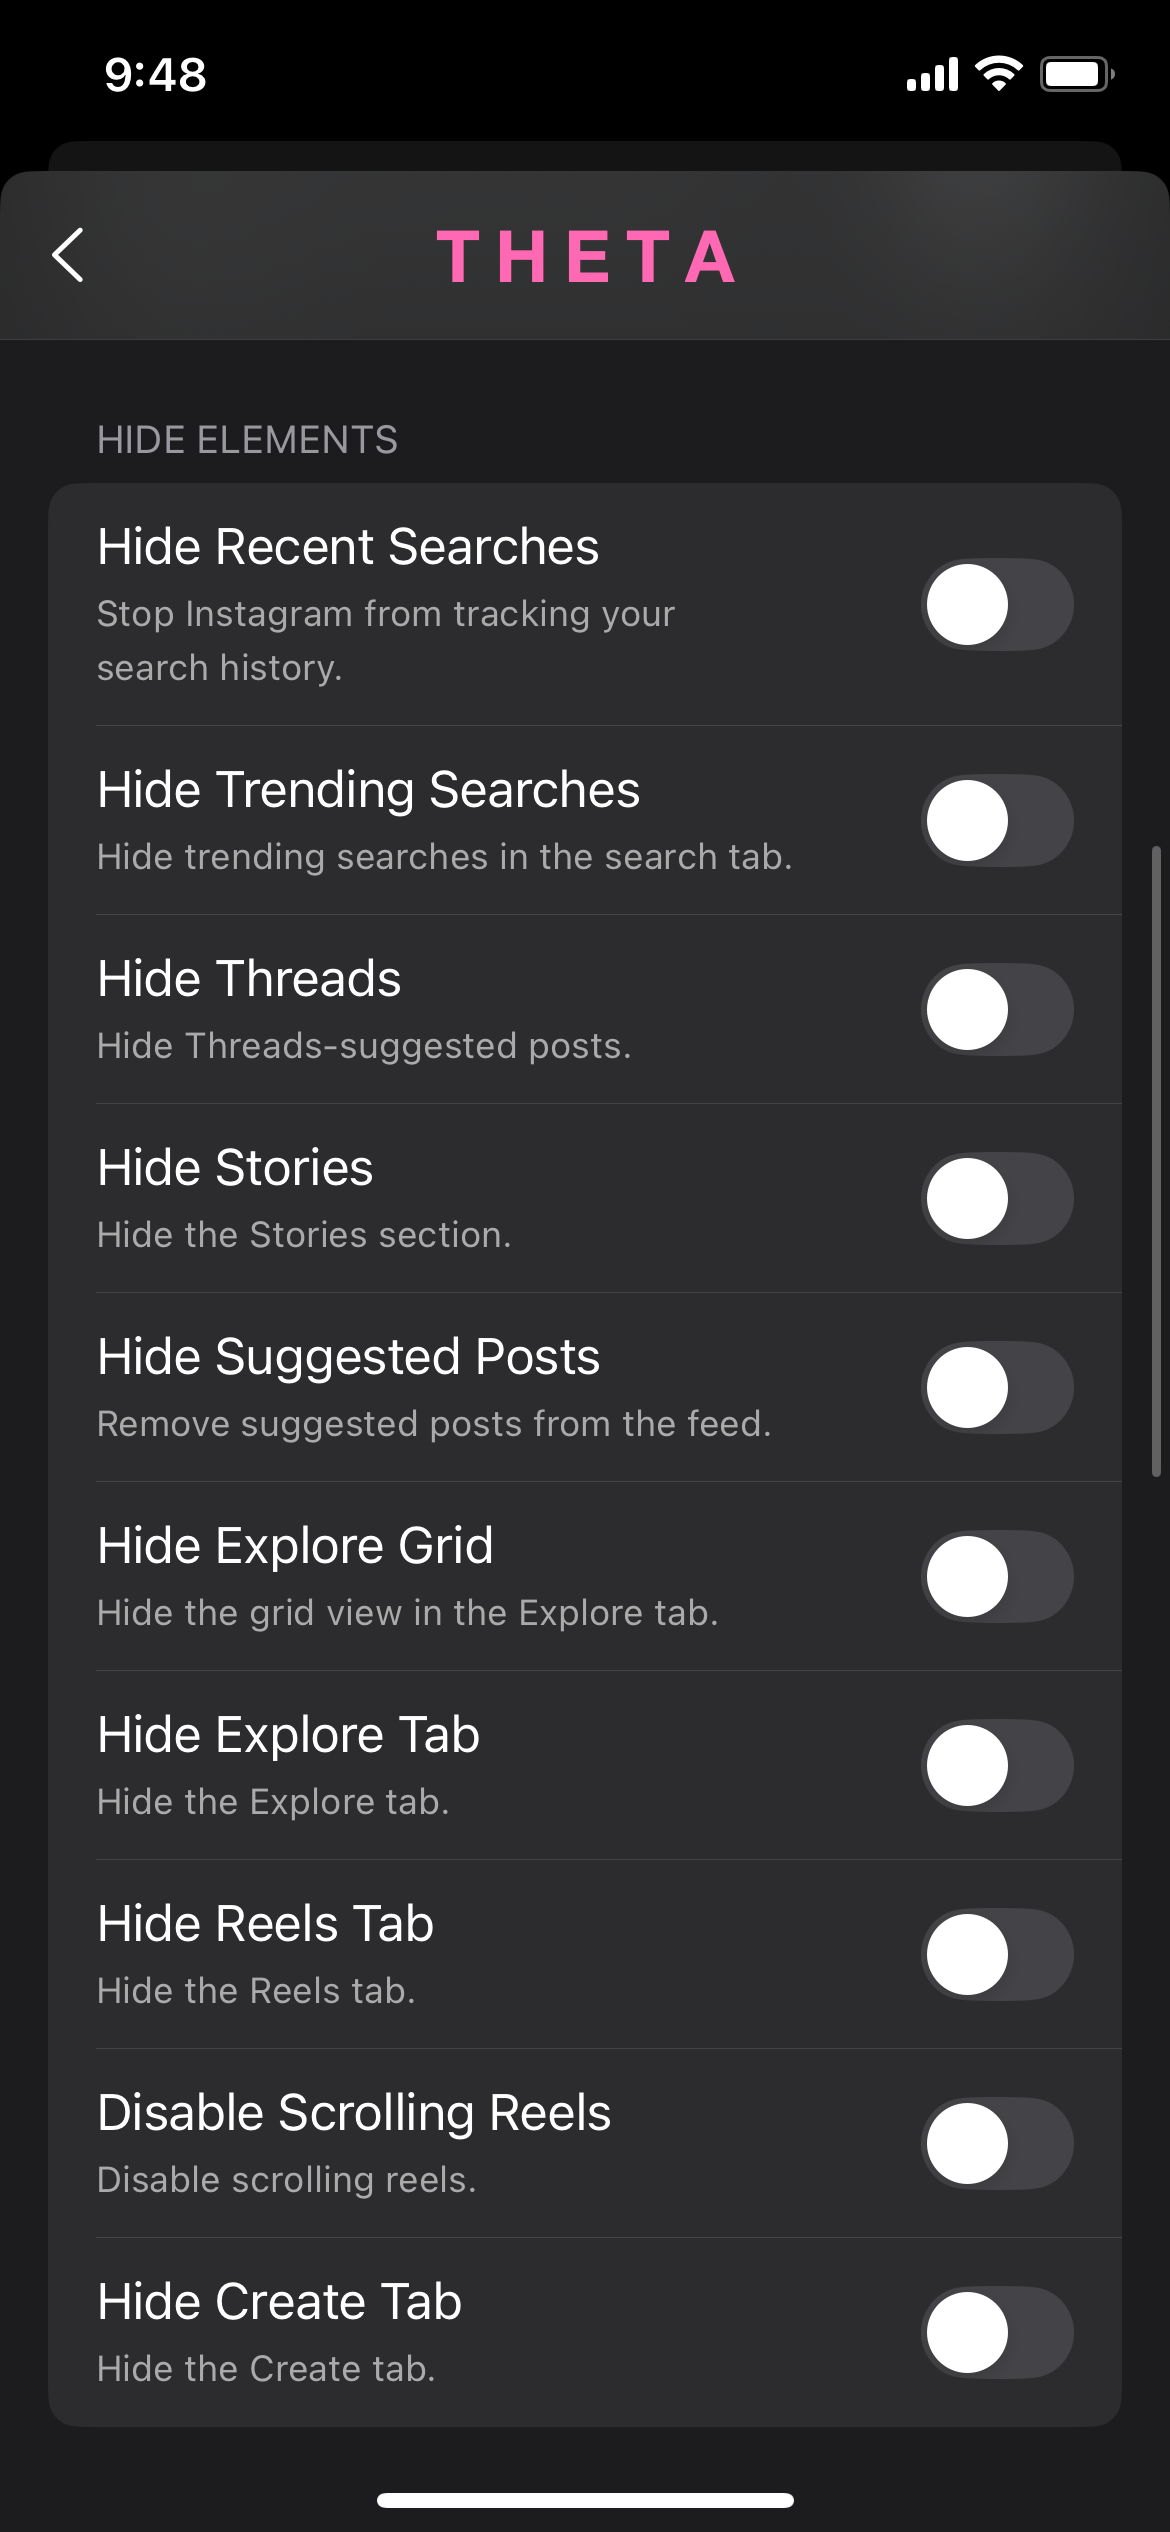 9:48
THETA
HIDE ELEMENTS
Hide Recent Searches
Stop Instagram from tracking your
search history.
Hide Trending Searches
Hide trending searches in the search tab.
Hide Threads
Hide Threads-suggested posts.
Hide Stories
Hide the Stories section.
Hide Suggested Posts
Remove suggested posts from the feed.
Hide Explore Grid
Hide the grid view in the Explore tab.
Hide Explore Tab
Hide the Explore tab.
Hide Reels Tab
Hide the Reels tab.
Disable Scrolling Reels
Disable scrolling reels.
Hide Create Tab
Hide the Create tab.